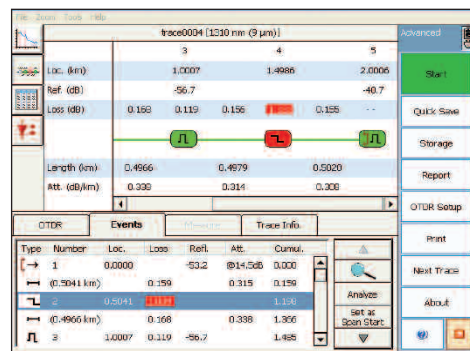 File Zoom Tools Help
trace0004 [1310 nm (9 µm)]
Advanced
3 4 5
Loc. (km) 1.0007 1.4986 2.0006
Ref. (dB) -56.7 -40.7
Loss (dB) 0.168 0.119 0.156 0.155 --
Length (km) 0.4966 0.4979 0.5020
Att. (dB/km) 0.339 0.314 0.308
Start
Quick Save
Storage
Report
OTDR Setup
Print
Next Trace
About
OTDR Events Measure Trace Info.
Type Number Loc. Loss Refl. Att. Cumul.
1 0.0000 -53.2 @14.5dB 0.000
(0.5041 km) 0.159 0.315 0.159
2 0.5041 1.198
(0.4966 km) 0.168 0.338 1.366
3 1.0007 0.119 -56.7 1.485
Analyze
Set as
Span Start